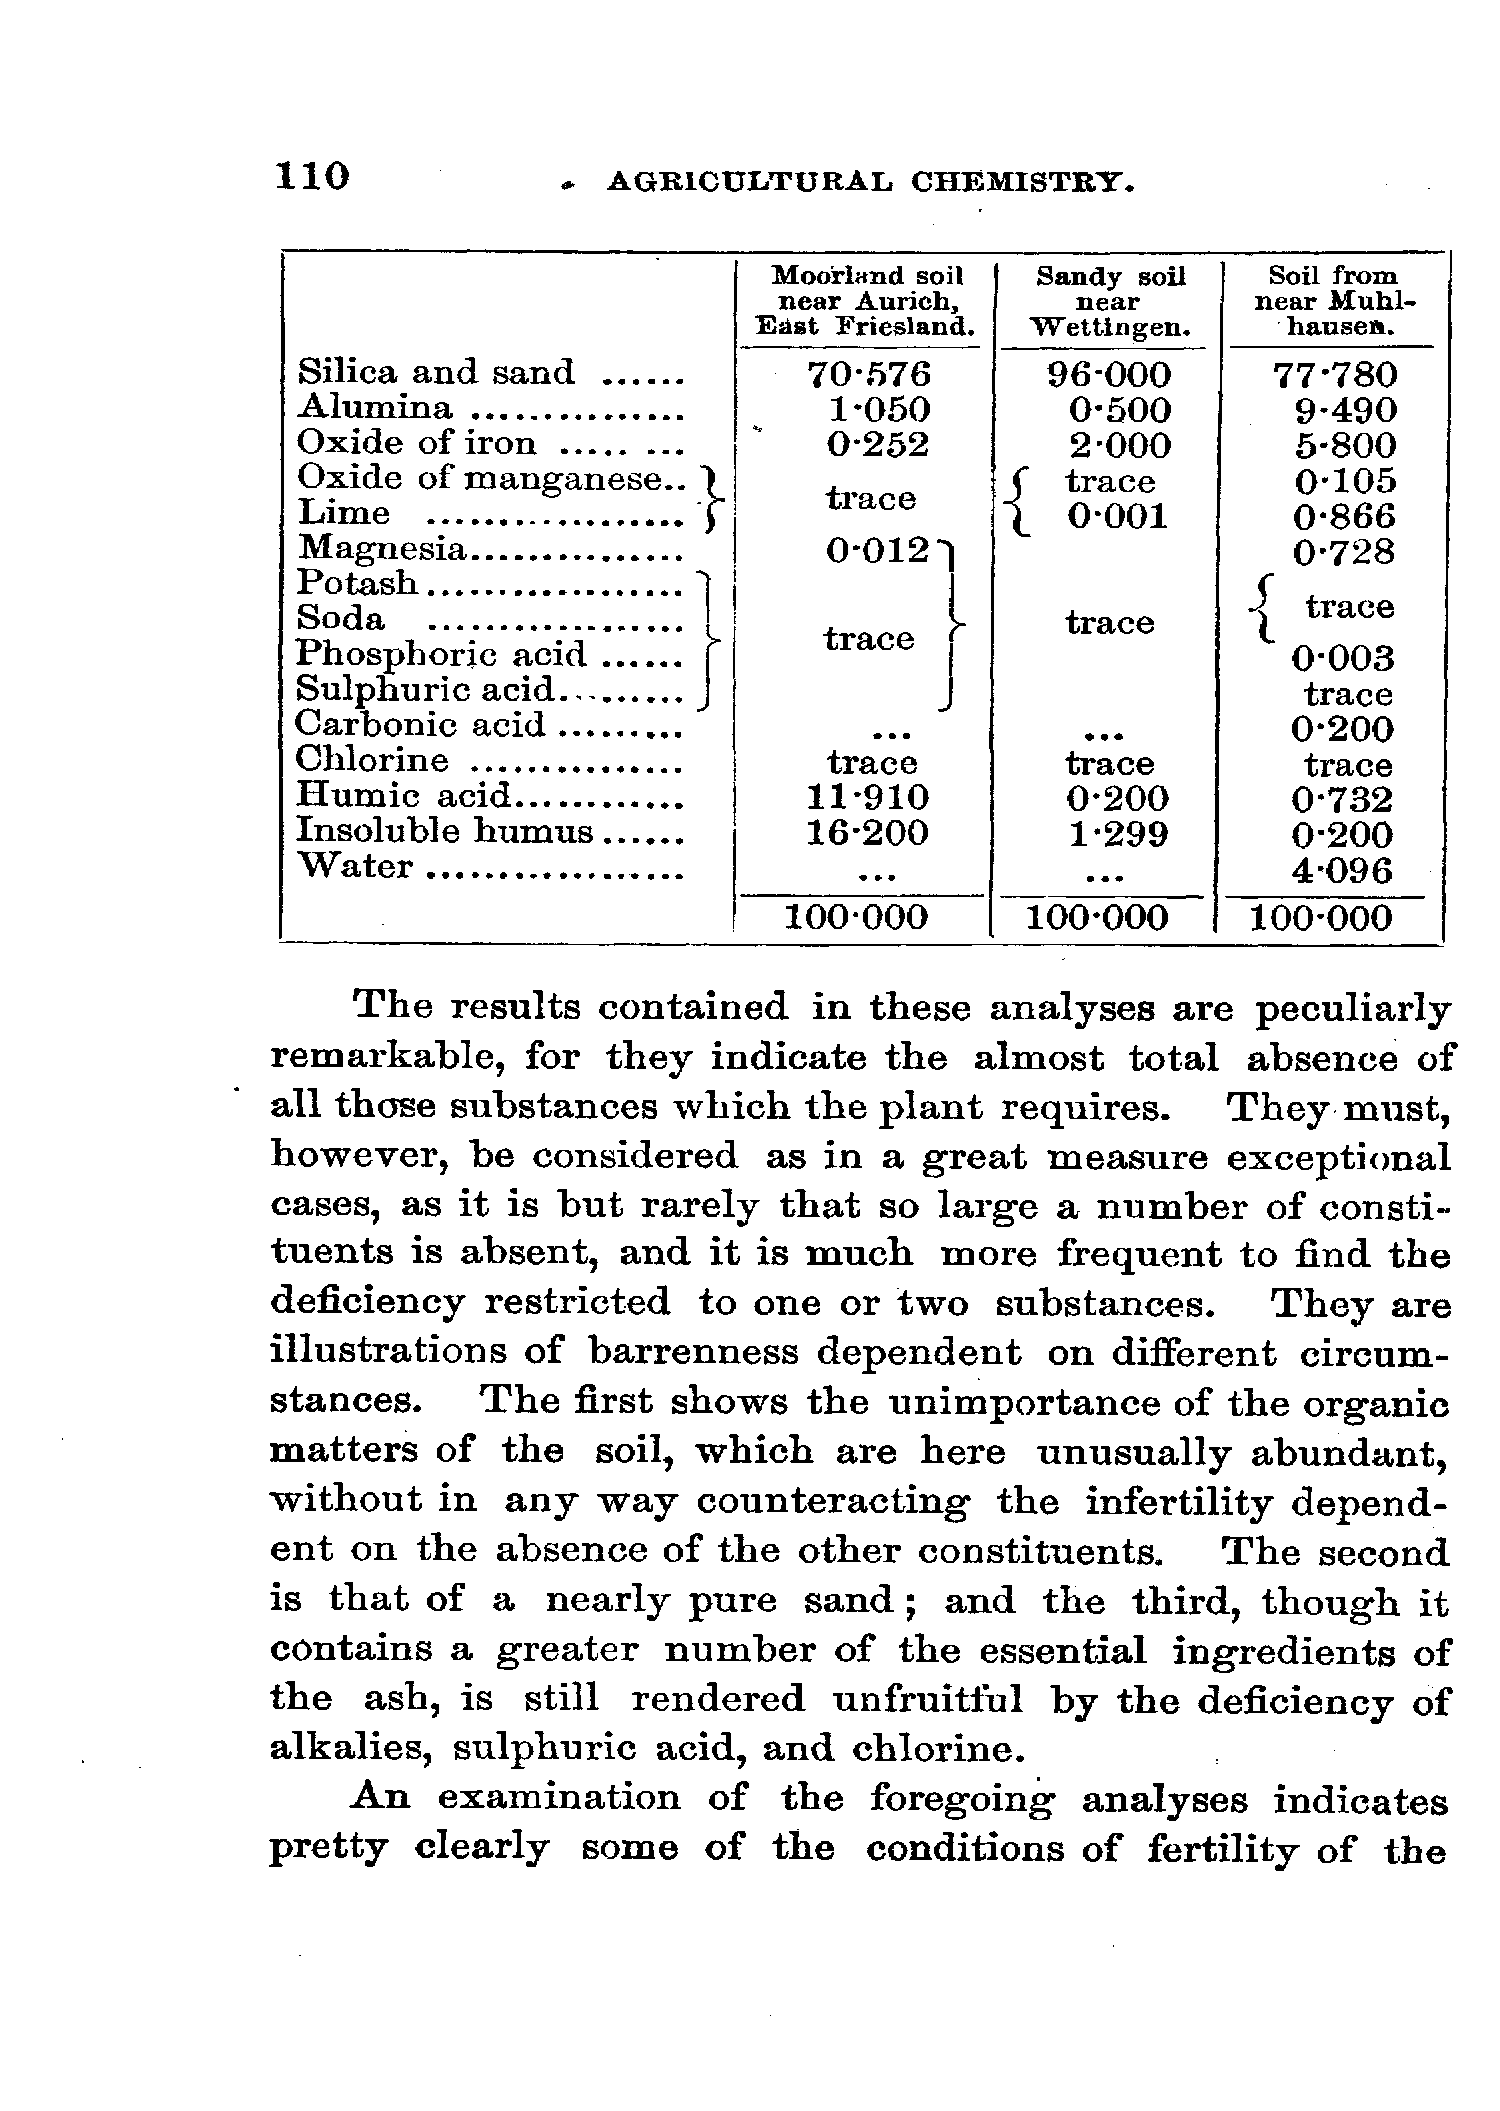 110 AGRICULTURAL CHEMISTRY.
Moorland soil near Aurich, East Friesland. Sandy soil near Wettingen. Soil from near Muhl- hausen.
Silica and sand ...... 70·576 96·000 77·780
Alumina ............... 1·050 0·500 9·490
Oxide of iron ..... ... 0·252 2·000 5·800
Oxide of manganese.. } trace { trace 0·105
Lime .................. } { 0·001 0·866
Magnesia............... 0·012 } 0·728
Potash.................. } trace } trace { trace
Soda .................. 
Phosphoric acid ...... 0·003
Sulphuric acid......... trace
Carbonic acid ......... ... ... 0·200
Chlorine ............... trace trace trace
Humic acid............ 11·910 0·200 0·732
Insoluble humus ...... 16·200 1·299 0·200
Water .................. ... ... 4·096
100·000 100·000 100·000
The results contained in these analyses are peculiarly
remarkable, for they indicate the almost total absence of
all those substances which the plant requires. They must,
however, be considered as in a great measure exceptional
cases, as it is but rarely that so large a number of consti-
tuents is absent, and it is much more frequent to find the
deficiency restricted to one or two substances. They are
illustrations of barrenness dependent on different circum-
stances. The first shows the unimportance of the organic
matters of the soil, which are here unusually abundant,
without in any way counteracting the infertility depend-
ent on the absence of the other constituents. The second
is that of a nearly pure sand; and the third, though it
contains a greater number of the essential ingredients of
the ash, is still rendered unfruitful by the deficiency of
alkalies, sulphuric acid, and chlorine.
An examination of the foregoing analyses indicates
pretty clearly some of the conditions of fertility of the